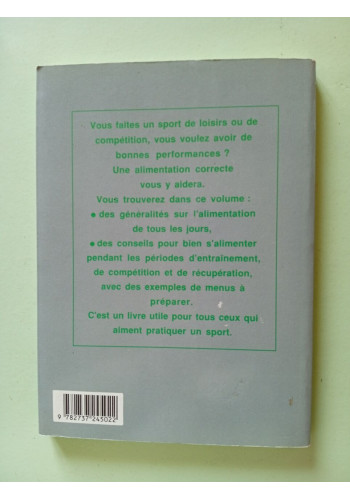 Vous faites un sport de loisirs ou de
compétition, vous voulez avoir de
bonnes performances ?
Une alimentation correcte
vous y aidera.
Vous trouverez dans ce volume :
● des généralités sur l'alimentation
de tous les jours,
● des conseils pour bien s'alimenter
pendant les périodes d'entraînement,
de compétition et de récupération,
avec des exemples de menus à
préparer.
C'est un livre utile pour tous ceux qui
aiment pratiquer un sport.
9 782737 245022